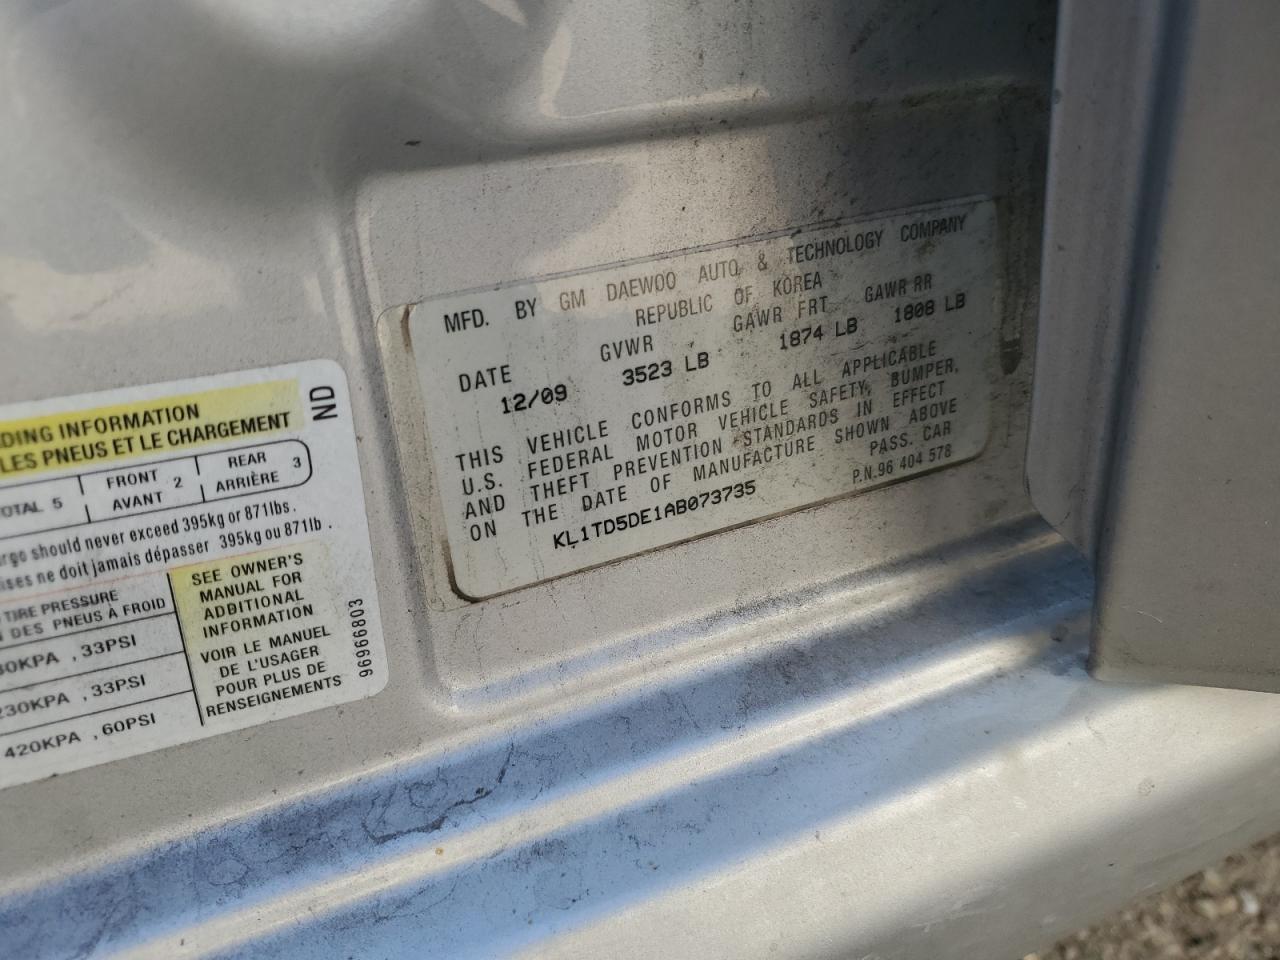 DING INFORMATION
LES PNEUS ET LE CHARGEMENT
ND
TOTAL 5
FRONT
AVANT 2
REAR
ARRIÈRE 3
should never exceed 395kg or 871lbs.
ne doit jamais dépasser 395kg ou 871lb .
TIRE PRESSURE
DES PNEUS À FROID
30KPA , 33PSI
230KPA , 33PSI
420KPA , 60PSI
SEE OWNER'S
MANUAL FOR
ADDITIONAL
INFORMATION
VOIR LE MANUEL
DE L'USAGER
POUR PLUS DE
RENSEIGNEMENTS
96966803
MFD. BY GM DAEWOO AUTO & TECHNOLOGY COMPANY
REPUBLIC OF KOREA
DATE GVWR GAWR FRT GAWR RR
12/09 3523 LB 1874 LB 1808 LB
THIS VEHICLE CONFORMS TO ALL APPLICABLE
U.S. FEDERAL MOTOR VEHICLE SAFETY, BUMPER,
AND THEFT PREVENTION STANDARDS IN EFFECT
ON THE DATE OF MANUFACTURE SHOWN ABOVE
PASS. CAR
KL1TD5DE1AB073735
P.N.96 404 578